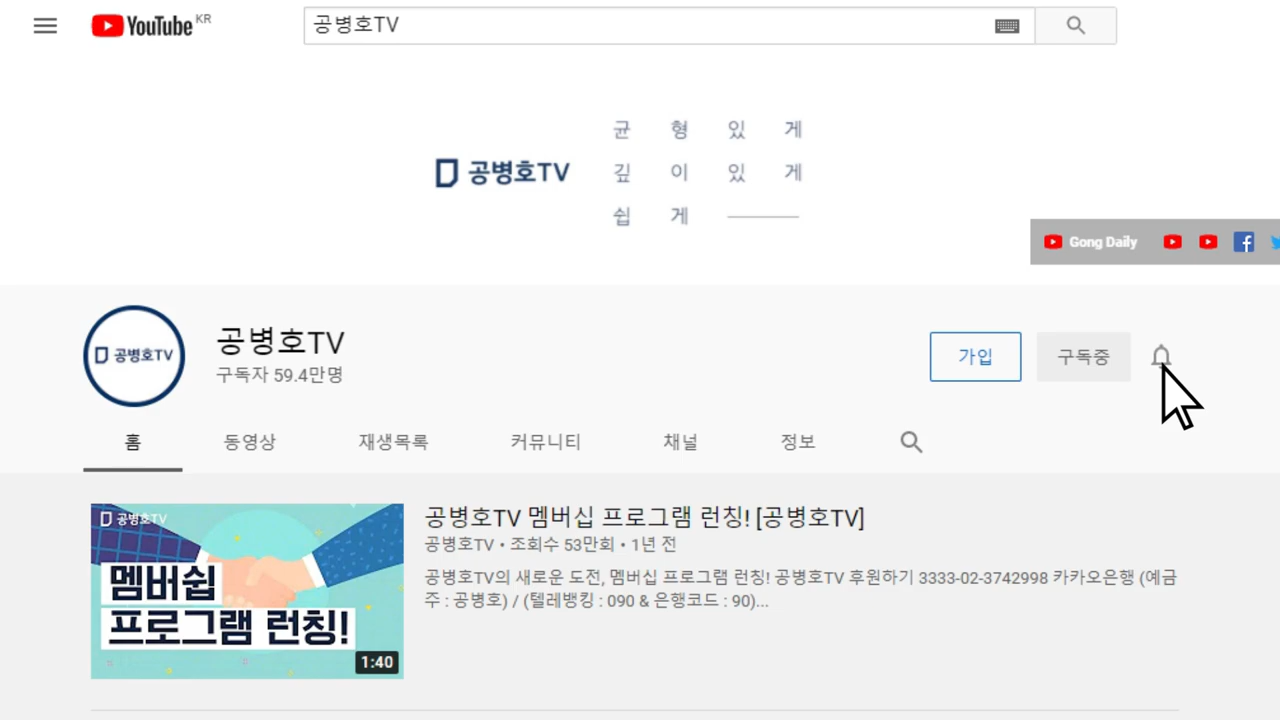 YouTube KR
공병호TV
균 형 있 게
공병호TV
깊 이 있 게
쉽 게
Gong Daily
공병호TV
공병호TV
구독자 59.4만명
가입
구독중
홈 동영상 재생목록 커뮤니티 채널 정보
공병호TV
멤버쉽
프로그램 런칭!
1:40
공병호TV 멤버십 프로그램 런칭! [공병호TV]
공병호TV • 조회수 53만회 • 1년 전
공병호TV의 새로운 도전, 멤버십 프로그램 런칭! 공병호TV 후원하기 3333-02-3742998 카카오은행 (예금
주 : 공병호) / (텔레뱅킹 : 090 & 은행코드 : 90)...